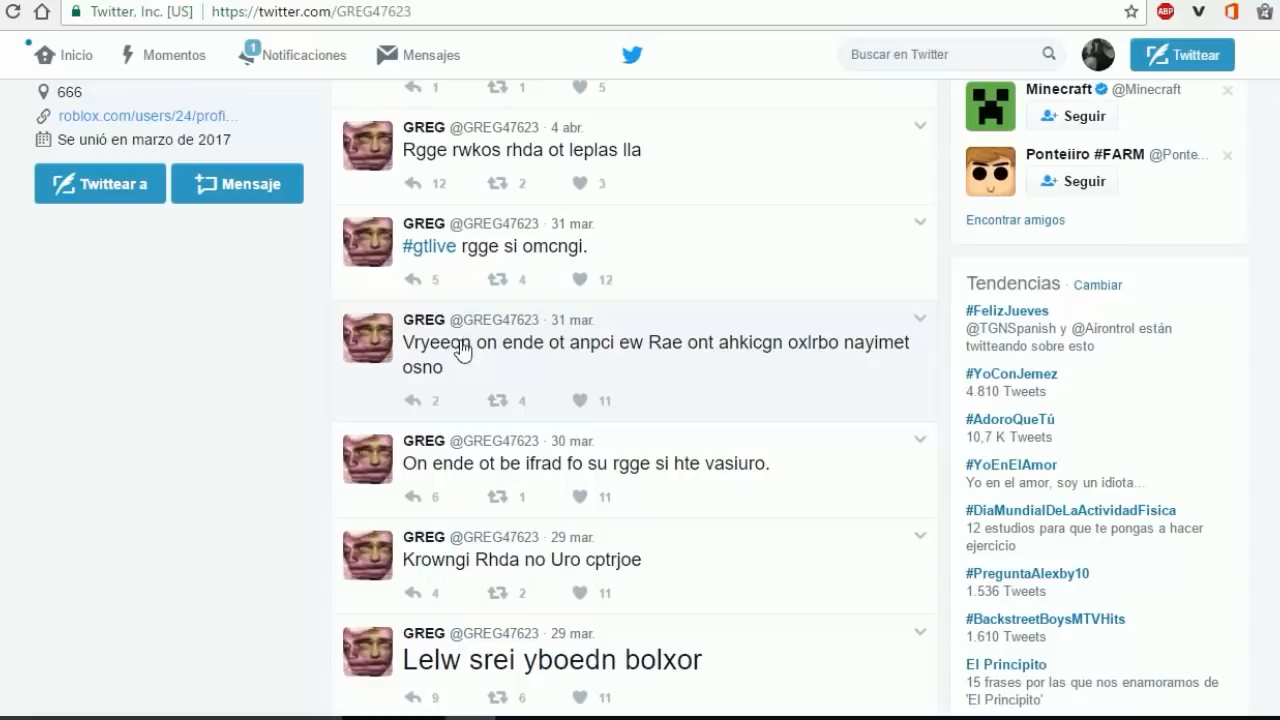 Twitter, Inc. [US] https://twitter.com/GREG47623
ABP
Inicio Momentos 1 Notificaciones Mensajes Buscar en Twitter Twittear
666
roblox.com/users/24/profi...
Se unió en marzo de 2017
Twittear a Mensaje
1 1 5
GREG @GREG47623 · 4 abr.
Rgge rwkos rhda ot leplas lla
12 2 3
GREG @GREG47623 · 31 mar.
#gtlive rgge si omcngi.
5 4 12
GREG @GREG47623 · 31 mar.
on ende ot anpci ew Rae ont ahkicgn oxlrbo nayimet
osno
2 4 11
GREG @GREG47623 · 30 mar.
On ende ot be ifrad fo su rgge si hte vasiuro.
6 1 11
GREG @GREG47623 · 29 mar.
Krowngi Rhda no Uro cptrjoe
4 2 11
GREG @GREG47623 · 29 mar.
Lelw srei yboedn bolxor
9 6 11
Minecraft @Minecraft
Seguir
Ponteiiro #FARM @Ponte...
Seguir
Encontrar amigos
Tendencias · Cambiar
#FelizJueves
@TGNSpanish y @Airontrol están
twitteando sobre esto
#YoConJemez
4.810 Tweets
#AdoroQueTú
10,7 K Tweets
#YoEnElAmor
Yo en el amor, soy un idiota...
#DiaMundialDeLaActividadFisica
12 estudios para que te pongas a hacer
ejercicio
#PreguntaAlexby10
1.536 Tweets
#BackstreetBoysMTVHits
1.610 Tweets
El Principito
15 frases por las que nos enamoramos de
'El Principito'